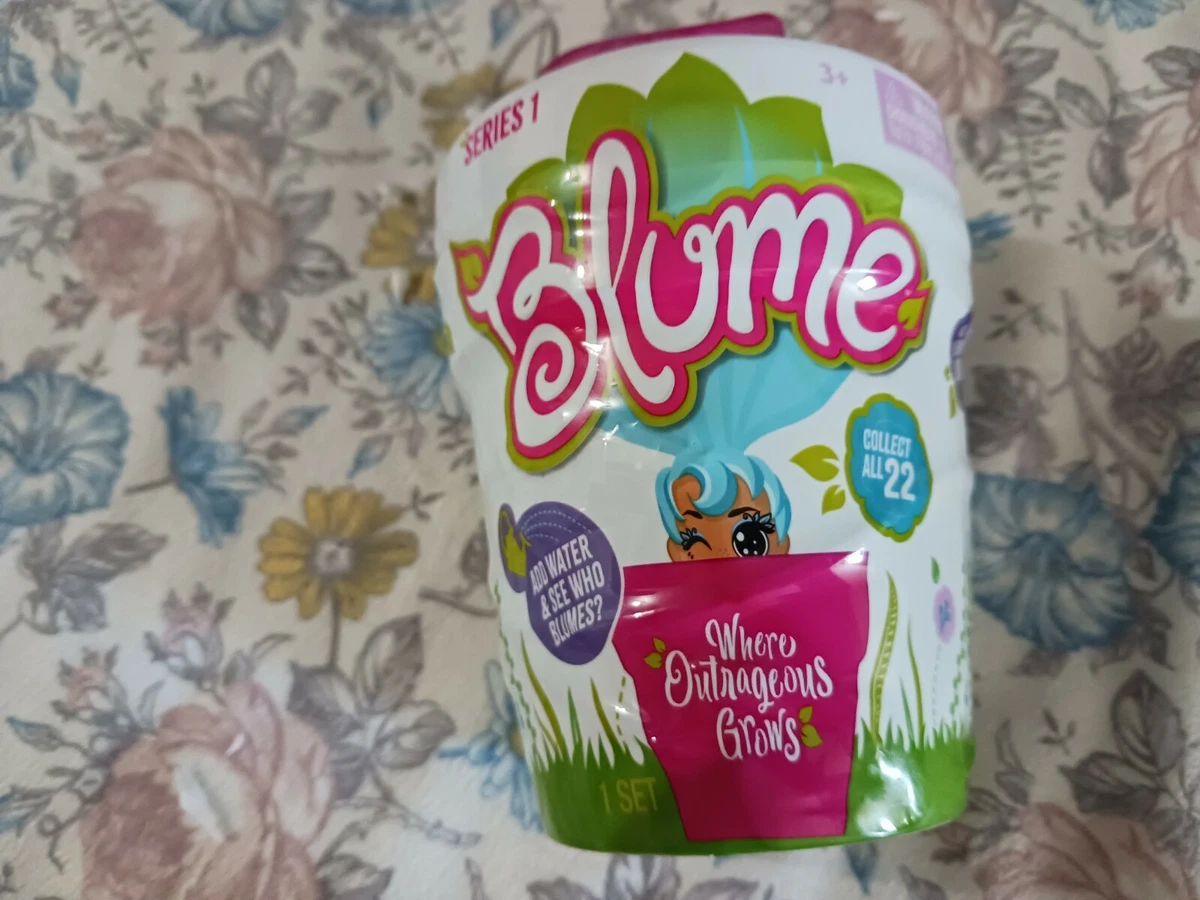 SERIES 1
3+
Blume
COLLECT
ALL 22
ADD WATER
& SEE WHO
BLUMES?
Where
Outrageous
Grows
1 SET